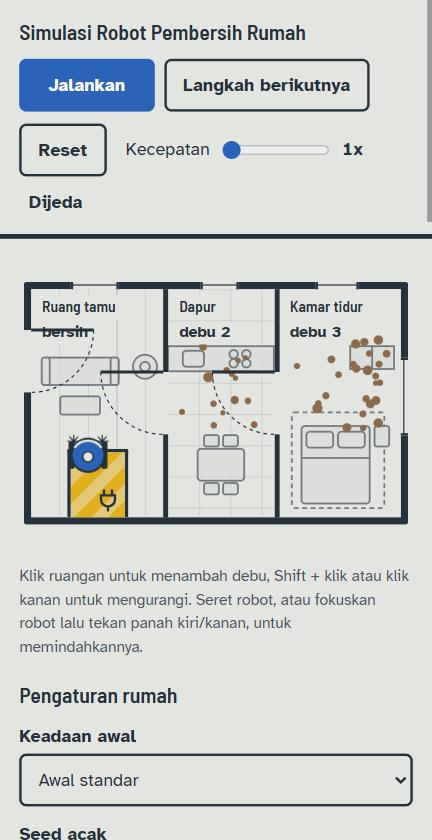 Simulasi Robot Pembersih Rumah
Jalankan
Langkah berikutnya
Reset
Kecepatan
1x
Dijeda
Ruang tamu
bersih
Dapur
debu 2
Kamar tidur
debu 3
Klik ruangan untuk menambah debu, Shift + klik atau klik
kanan untuk mengurangi. Seret robot, atau fokuskan
robot lalu tekan panah kiri/kanan, untuk
memindahkannya.
Pengaturan rumah
Keadaan awal
Awal standar
Seed acak